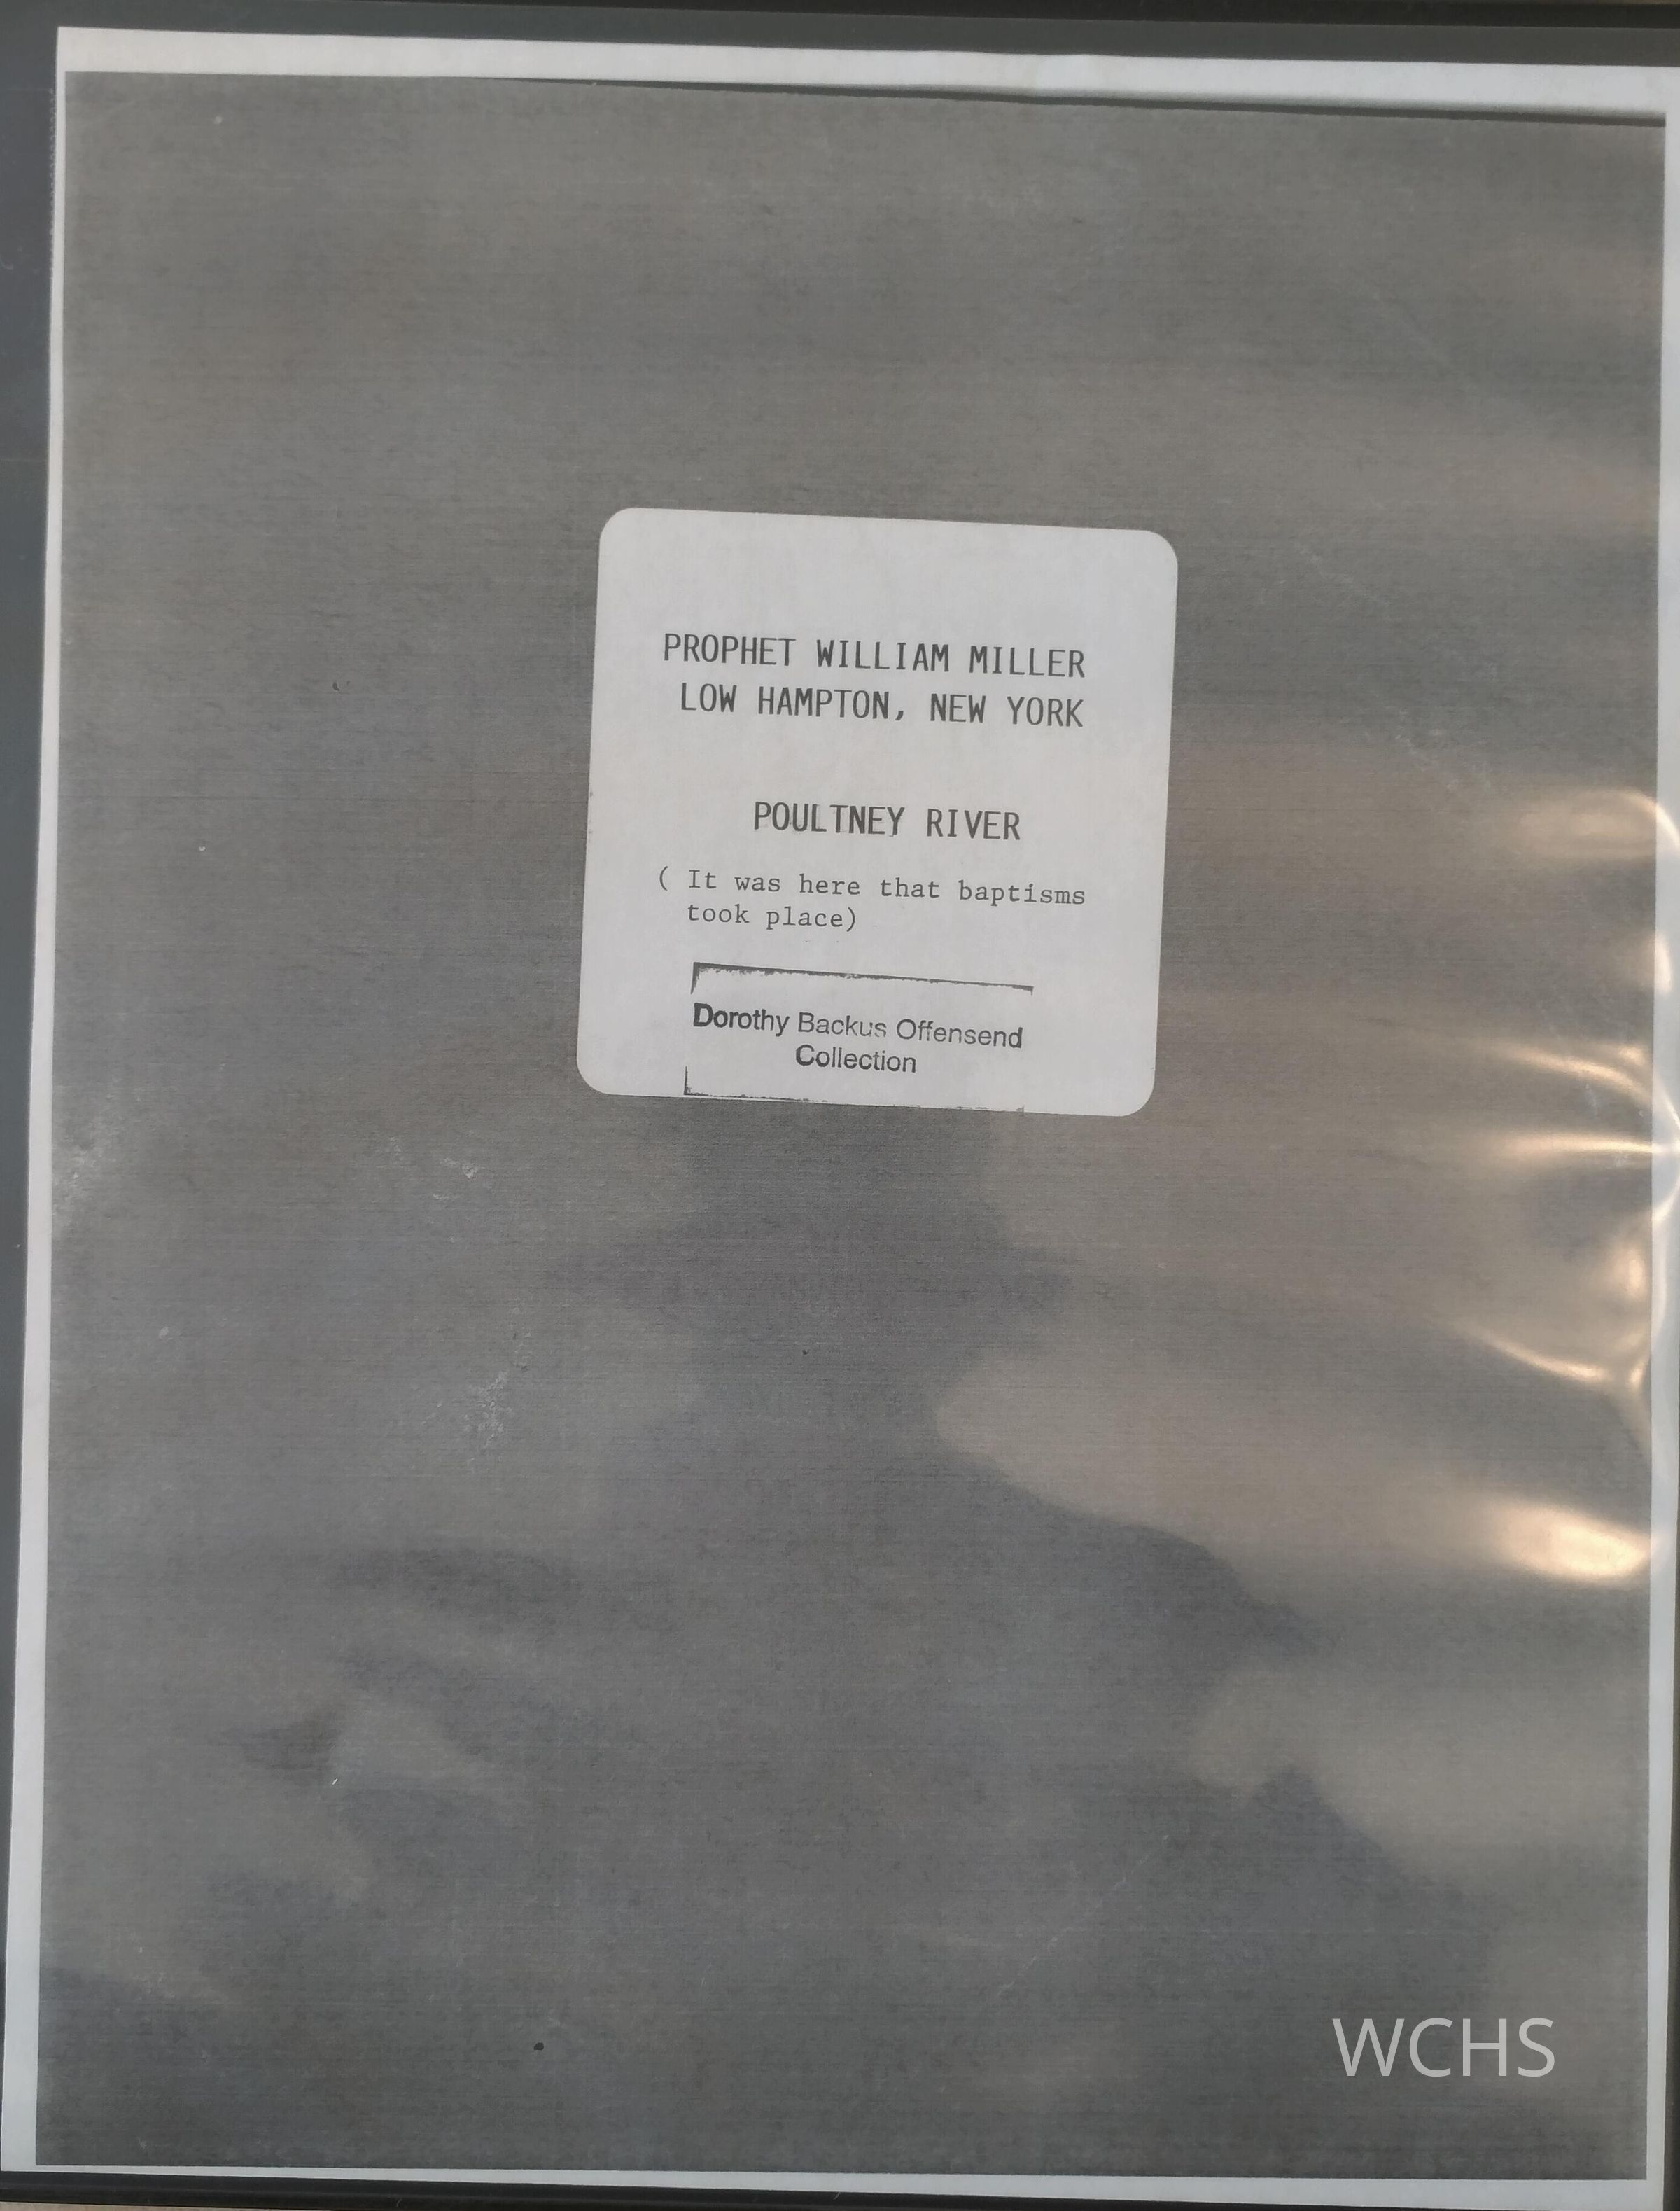 PROPHET WILLIAM MILLER
LOW HAMPTON, NEW YORK
POULTNEY RIVER
( It was here that baptisms
took place)
Dorothy Backus Offensend
Collection
WCHS